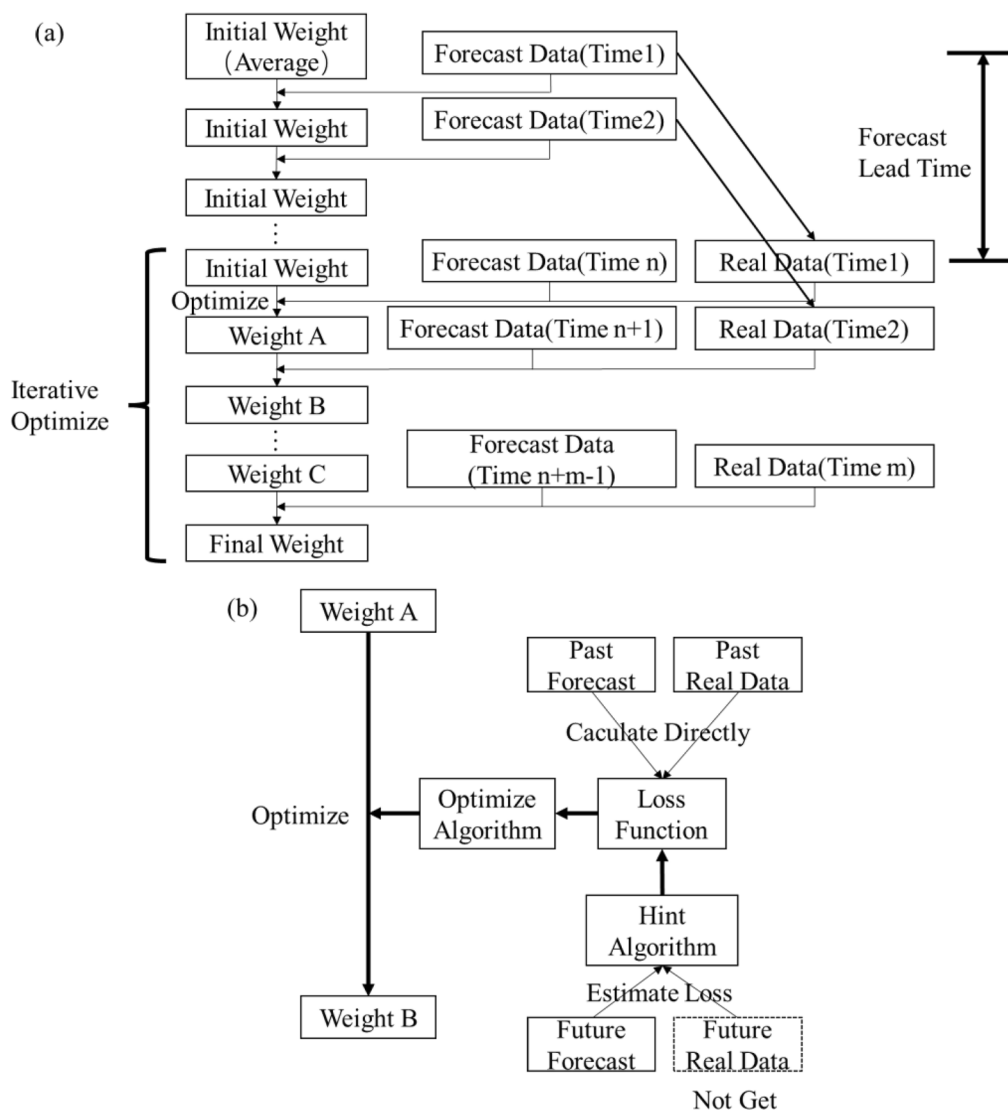 (a)
Initial Weight
（Average）
Forecast Data(Time1)
Initial Weight
Forecast Data(Time2)
Forecast
Lead Time
Initial Weight
⋮
Initial Weight
Forecast Data(Time n)
Real Data(Time1)
Optimize
Weight A
Forecast Data(Time n+1)
Real Data(Time2)
Iterative
Optimize
Weight B
⋮
Weight C
Forecast Data
(Time n+m-1)
Real Data(Time m)
Final Weight
(b)
Weight A
Past
Forecast
Past
Real Data
Caculate Directly
Optimize
Optimize
Algorithm
Loss
Function
Hint
Algorithm
Estimate Loss
Weight B
Future
Forecast
Future
Real Data
Not Get